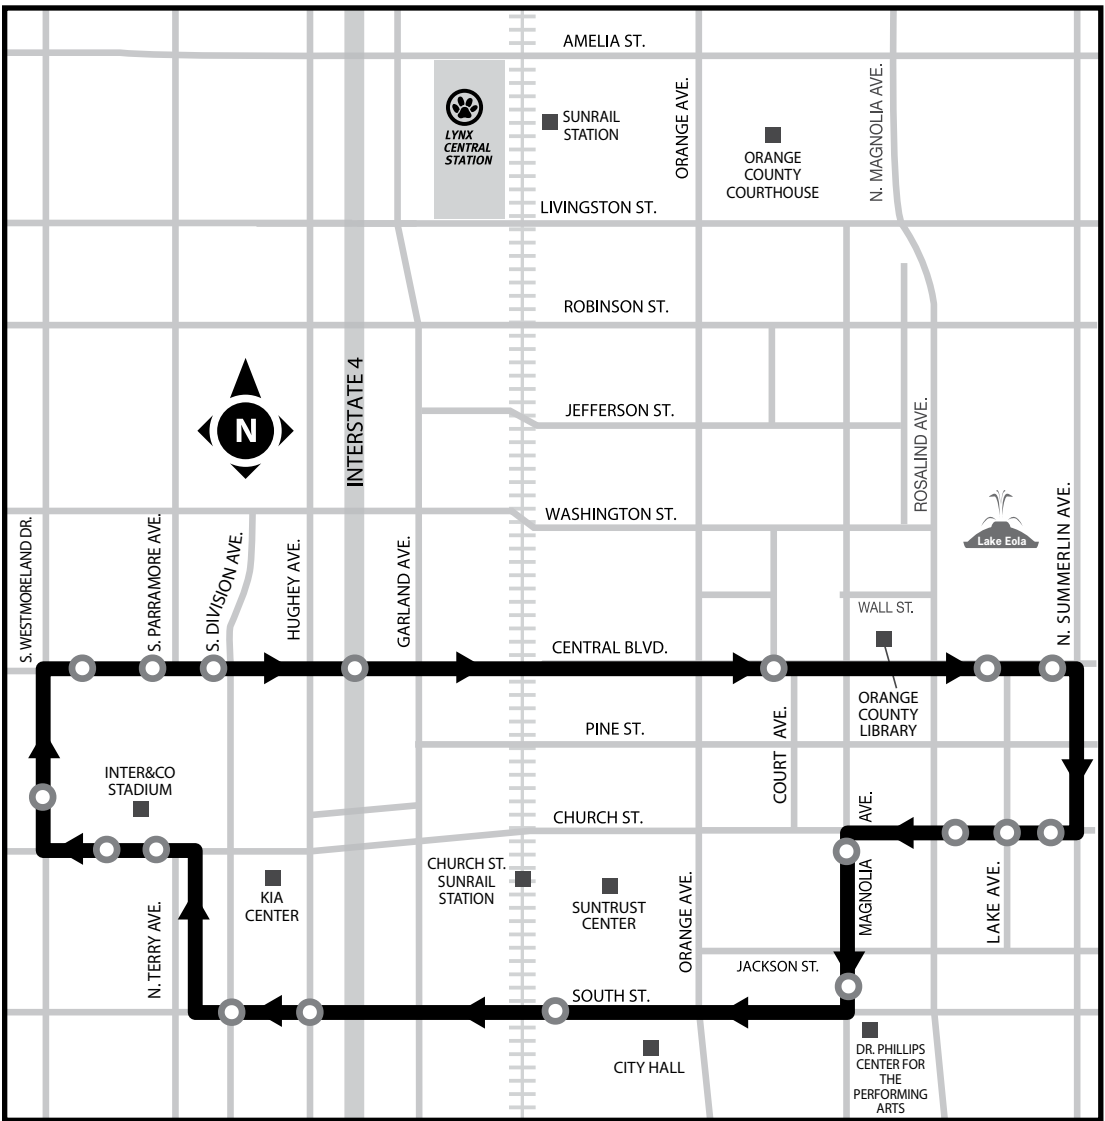 AMELIA ST.
LYNX
CENTRAL
STATION
SUNRAIL
STATION
ORANGE AVE.
ORANGE
COUNTY
COURTHOUSE
N. MAGNOLIA AVE.
LIVINGSTON ST.
ROBINSON ST.
N
INTERSTATE 4
JEFFERSON ST.
ROSALIND AVE.
WASHINGTON ST.
Lake Eola
S. WESTMORELAND DR.
S. PARRAMORE AVE.
S. DIVISION AVE.
HUGHEY AVE.
GARLAND AVE.
N. SUMMERLIN AVE.
WALL ST.
CENTRAL BLVD.
ORANGE
COUNTY
LIBRARY
PINE ST.
COURT AVE.
INTER&CO
STADIUM
CHURCH ST.
MAGNOLIA AVE.
CHURCH ST.
SUNRAIL
STATION
KIA
CENTER
SUNTRUST
CENTER
ORANGE AVE.
LAKE AVE.
N. TERRY AVE.
JACKSON ST.
SOUTH ST.
CITY HALL
DR. PHILLIPS
CENTER FOR
THE
PERFORMING
ARTS